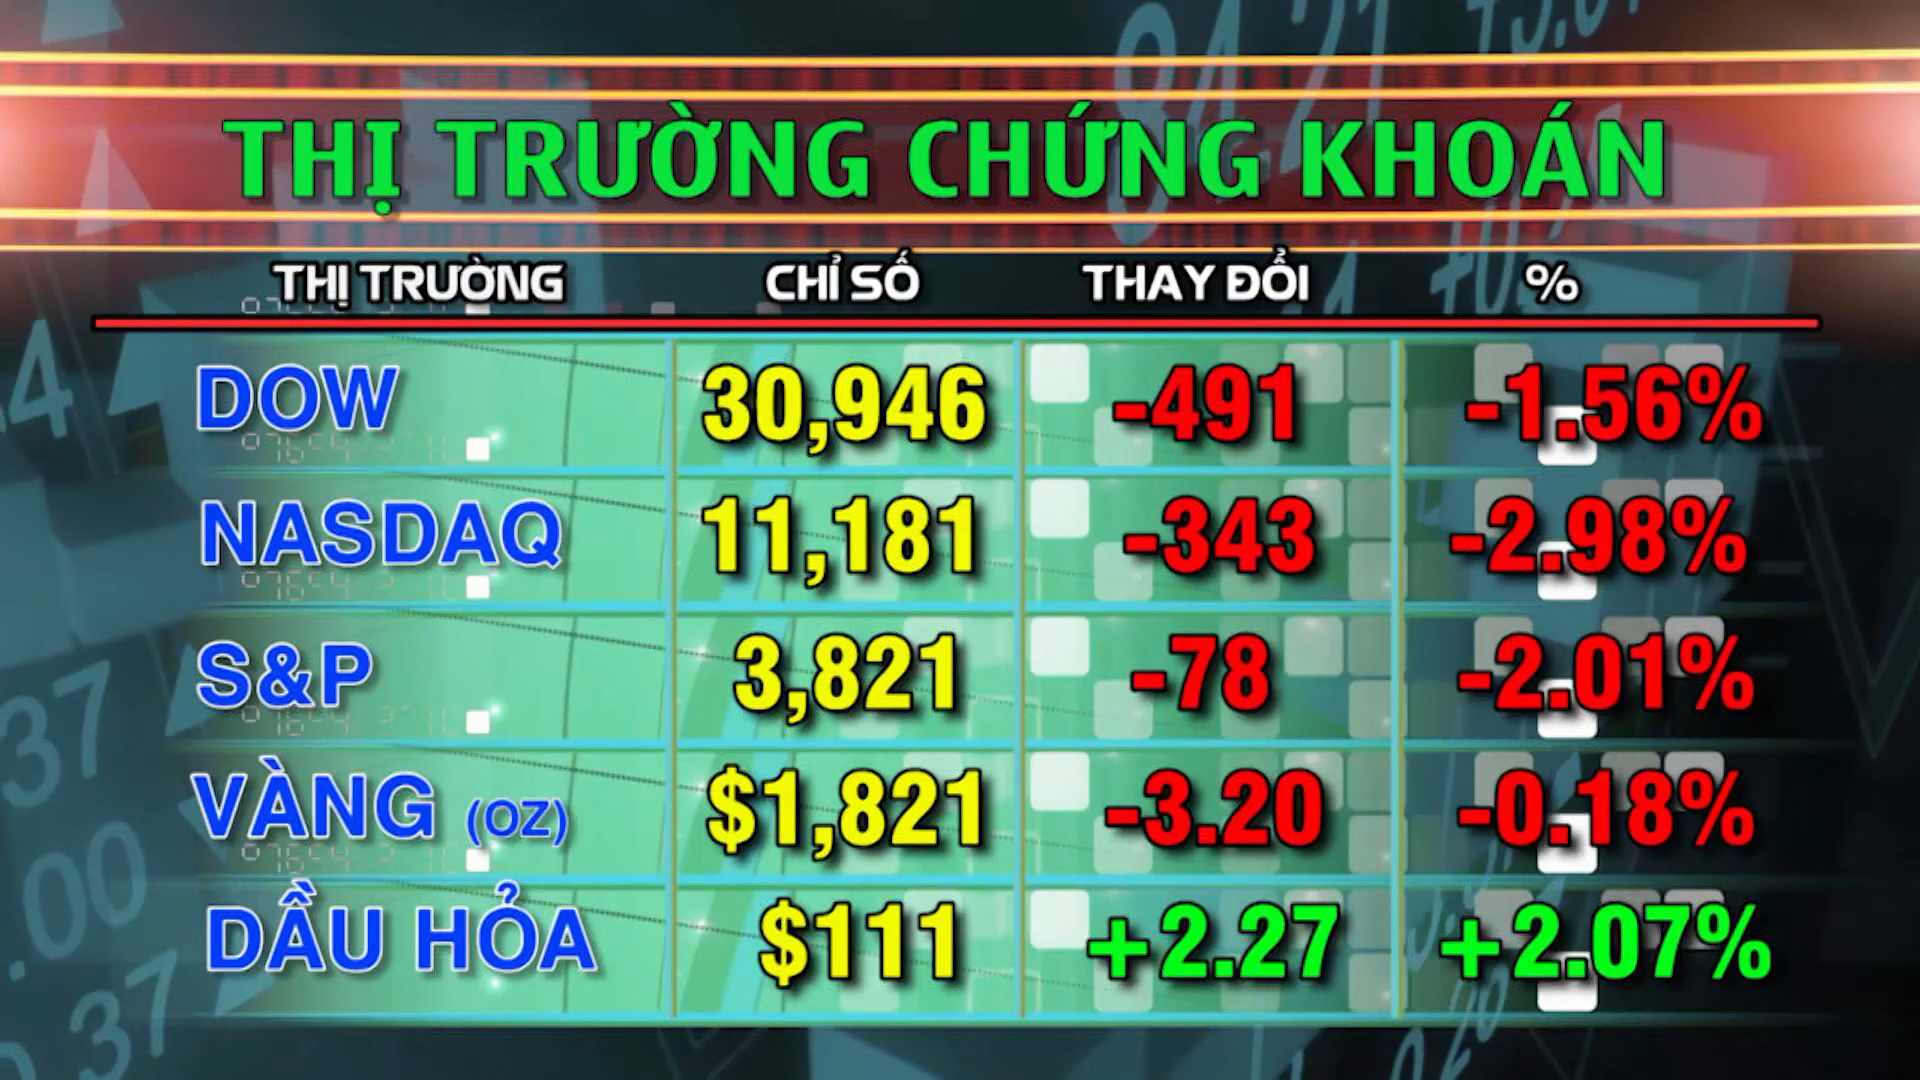 THỊ TRƯỜNG CHỨNG KHOÁN
THỊ TRƯỜNG CHỈ SỐ THAY ĐỔI %
DOW 30,946 -491 -1.56%
NASDAQ 11,181 -343 -2.98%
S&P 3,821 -78 -2.01%
VÀNG (OZ) $1,821 -3.20 -0.18%
DẦU HỎA $111 +2.27 +2.07%